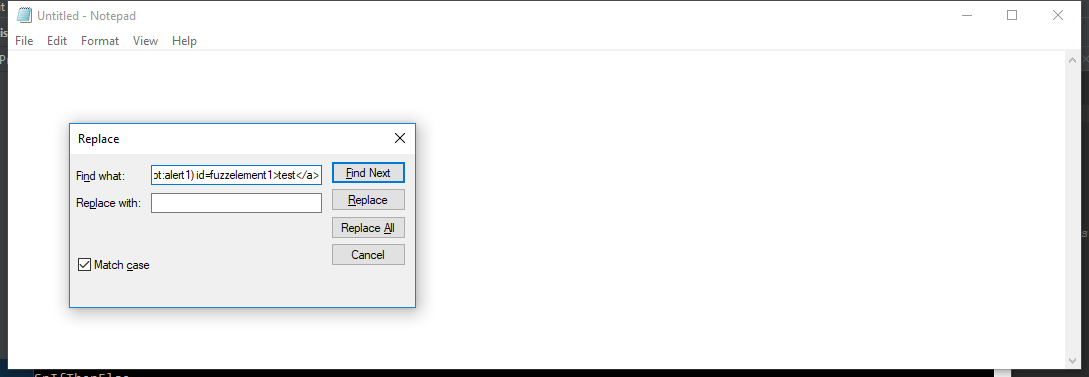 Untitled - Notepad
File Edit Format View Help
Replace
Find what: ot:alert1) id=fuzzelement1>test</a> Find Next
Replace with: Replace
Replace All
Cancel
Match case